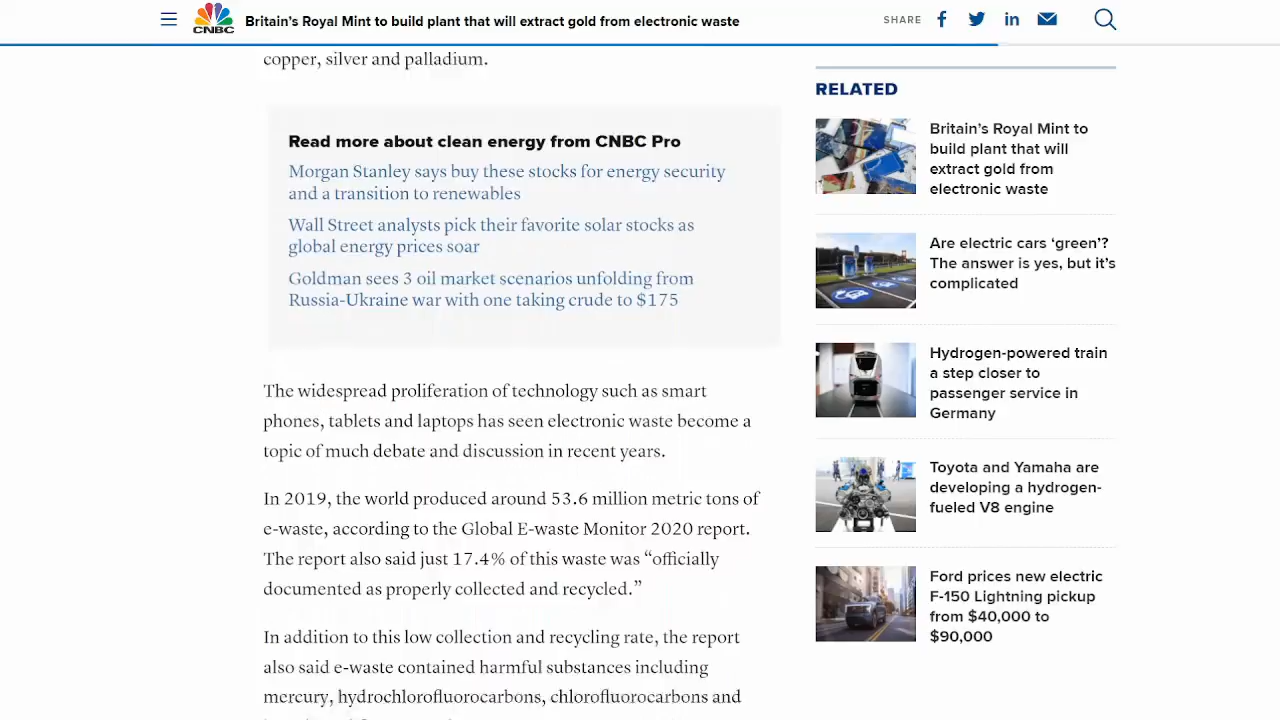 CNBC
Britain’s Royal Mint to build plant that will extract gold from electronic waste
SHARE
copper, silver and palladium.
Read more about clean energy from CNBC Pro
Morgan Stanley says buy these stocks for energy security
and a transition to renewables
Wall Street analysts pick their favorite solar stocks as
global energy prices soar
Goldman sees 3 oil market scenarios unfolding from
Russia-Ukraine war with one taking crude to $175
The widespread proliferation of technology such as smart
phones, tablets and laptops has seen electronic waste become a
topic of much debate and discussion in recent years.
In 2019, the world produced around 53.6 million metric tons of
e-waste, according to the Global E-waste Monitor 2020 report.
The report also said just 17.4% of this waste was “officially
documented as properly collected and recycled.”
In addition to this low collection and recycling rate, the report
also said e-waste contained harmful substances including
mercury, hydrochlorofluorocarbons, chlorofluorocarbons and
RELATED
Britain’s Royal Mint to
build plant that will
extract gold from
electronic waste
Are electric cars ‘green’?
The answer is yes, but it’s
complicated
Hydrogen-powered train
a step closer to
passenger service in
Germany
Toyota and Yamaha are
developing a hydrogen-
fueled V8 engine
Ford prices new electric
F-150 Lightning pickup
from $40,000 to
$90,000